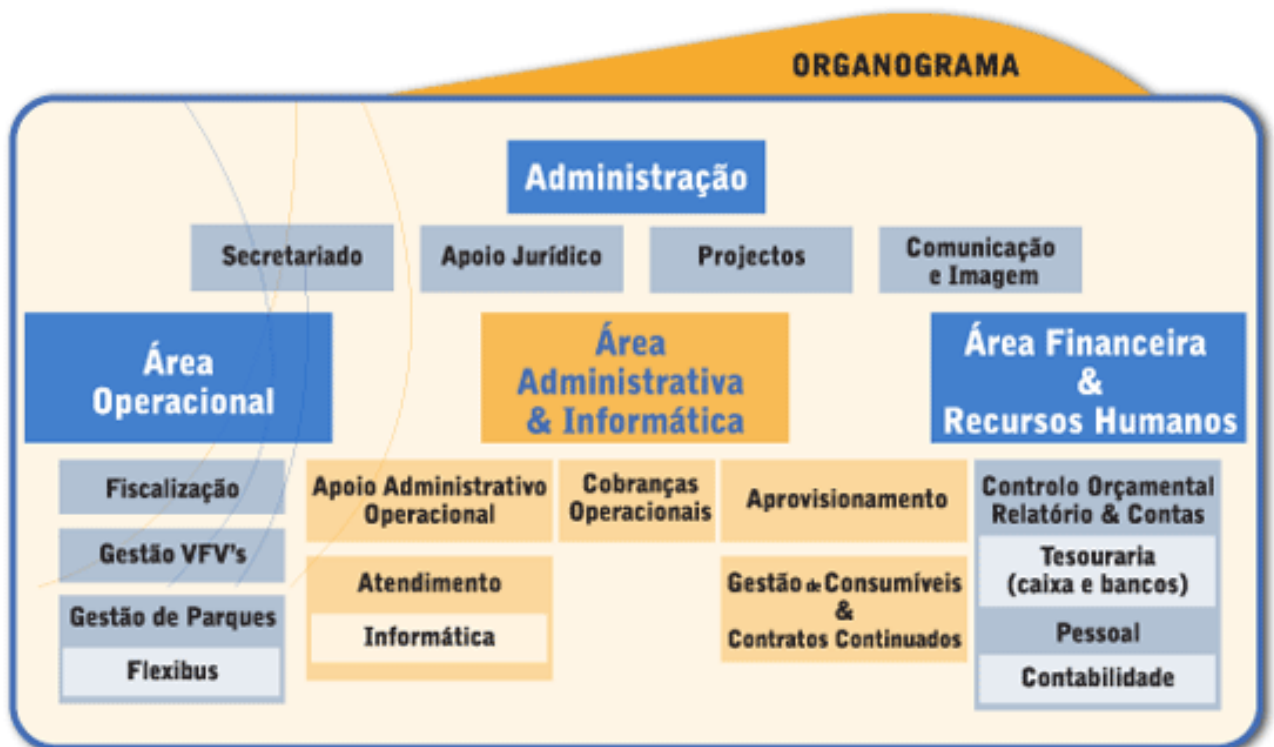 ORGANOGRAMA
Administração
Secretariado
Apoio Jurídico
Projectos
Comunicação
e Imagem
Área
Operacional
Área
Administrativa
& Informática
Área Financeira
&
Recursos Humanos
Fiscalização
Gestão VFV's
Gestão de Parques
Flexibus
Apoio Administrativo
Operacional
Atendimento
Informática
Cobranças
Operacionais
Aprovisionamento
Gestão de Consumíveis
&
Contratos Continuados
Controlo Orçamental
Relatório & Contas
Tesouraria
(caixa e bancos)
Pessoal
Contabilidade